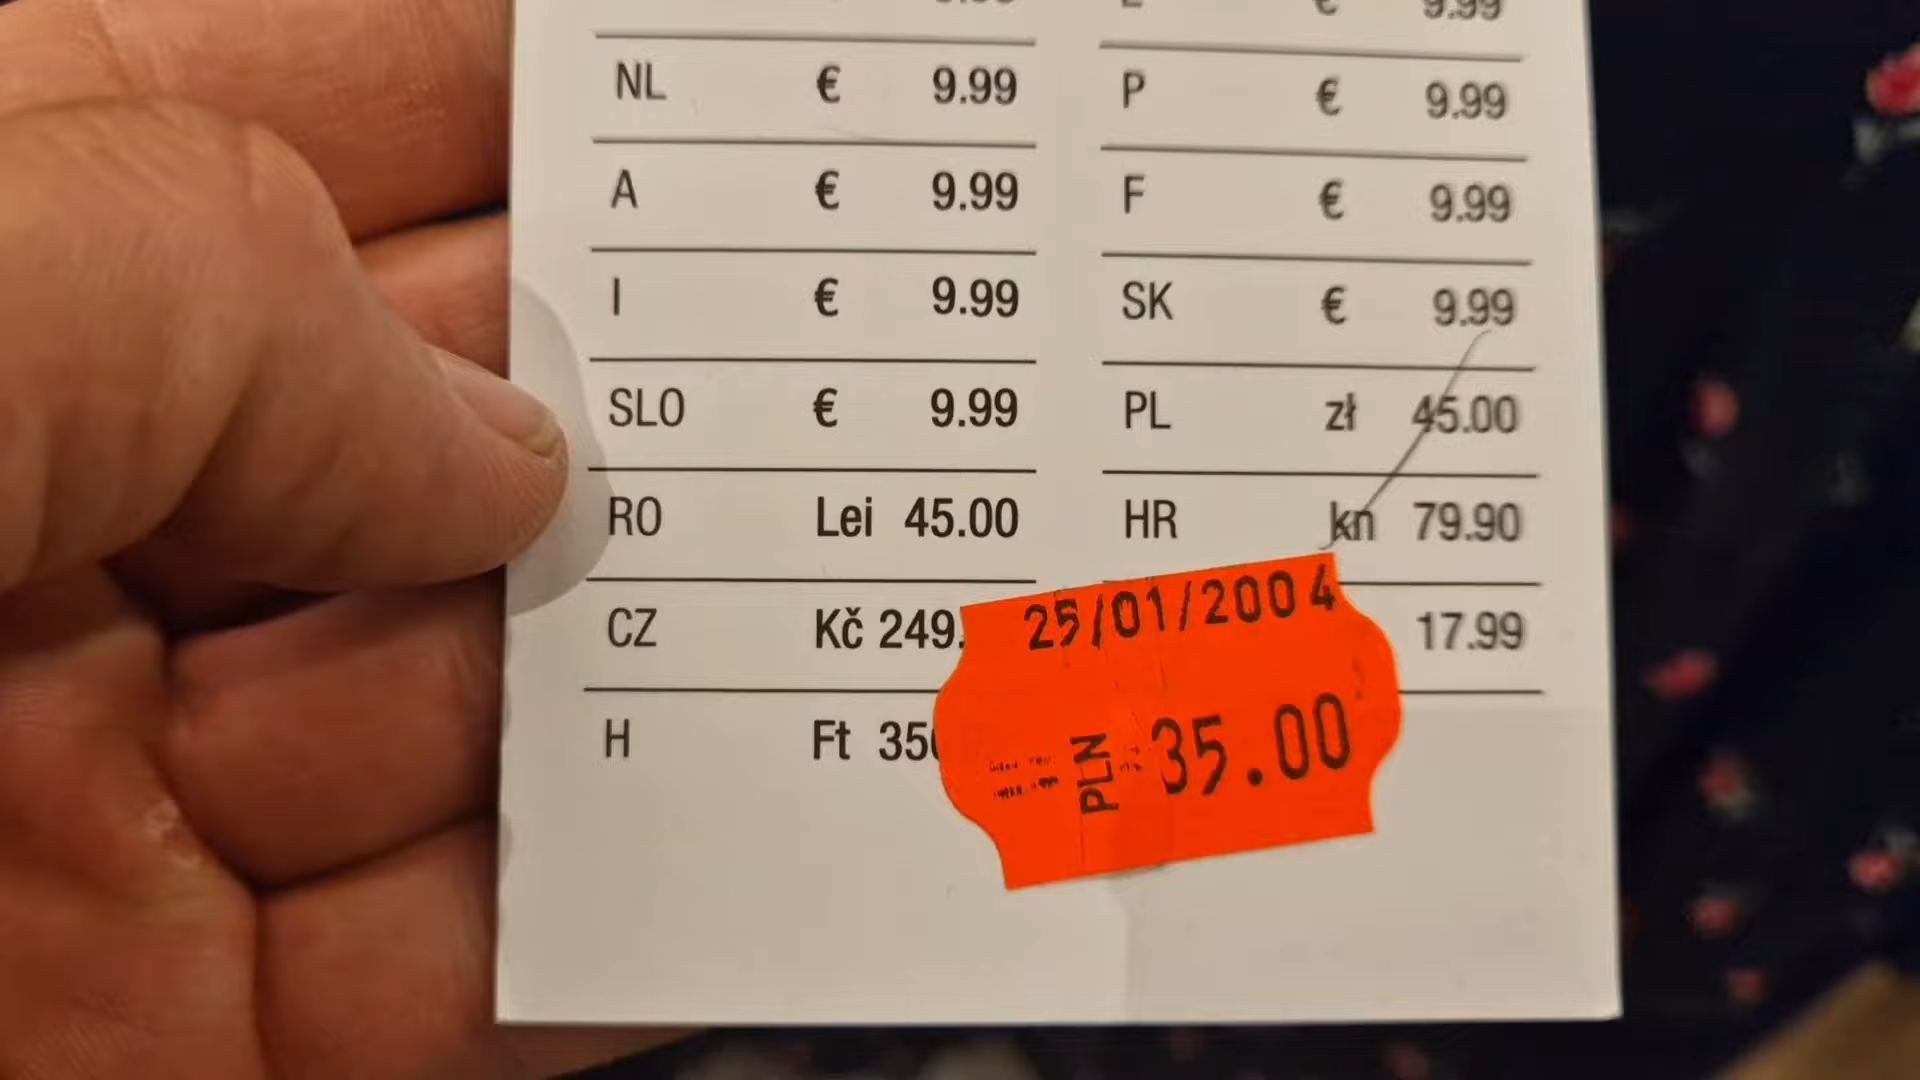 € 9.99
NL € 9.99
P € 9.99
A € 9.99
F € 9.99
I € 9.99
SK € 9.99
SLO € 9.99
PL zł 45.00
RO Lei 45.00
HR kn 79.90
CZ Kč 249.
17.99
H Ft 35
25/01/2004
PLN 35.00